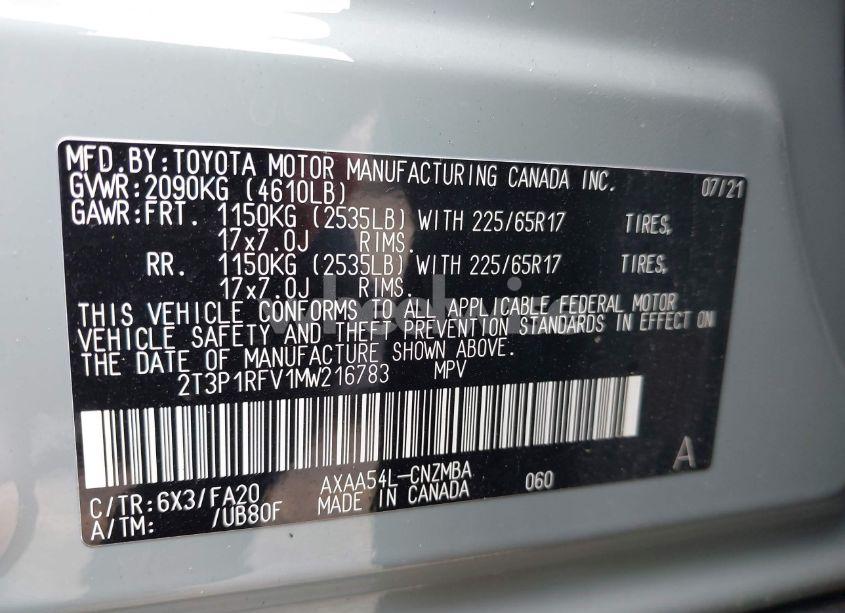 MFD.BY:TOYOTA MOTOR MANUFACTURING CANADA INC. 07/21
GVWR:2090KG (4610LB)
GAWR:FRT. 1150KG (2535LB) WITH 225/65R17 TIRES,
17x7.0J RIMS.
RR. 1150KG (2535LB) WITH 225/65R17 TIRES,
17x7.0J RIMS.
THIS VEHICLE CONFORMS TO ALL APPLICABLE FEDERAL MOTOR
VEHICLE SAFETY AND THEFT PREVENTION STANDARDS IN EFFECT ON
THE DATE OF MANUFACTURE SHOWN ABOVE.
2T3P1RFV1MW216783 MPV
A
C/TR:6X3/FA20 AXAA54L-CNZMBA 060
A/TM: /UB80F MADE IN CANADA